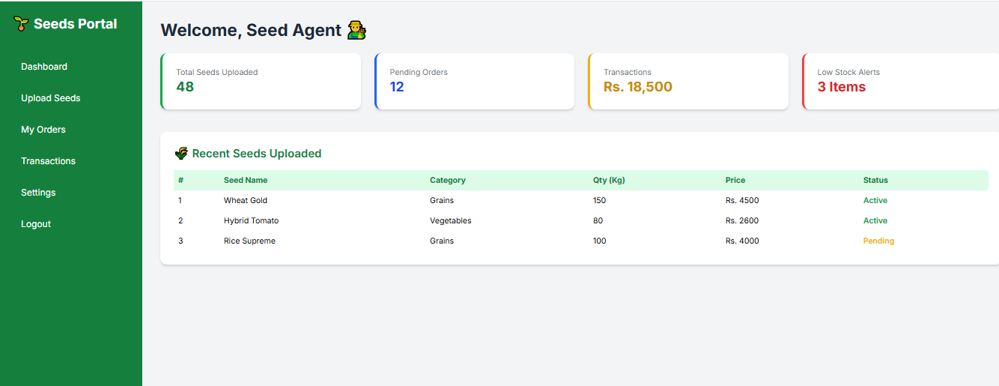 Seeds Portal
Dashboard
Upload Seeds
My Orders
Transactions
Settings
Logout
Welcome, Seed Agent
Total Seeds Uploaded
48
Pending Orders
12
Transactions
Rs. 18,500
Low Stock Alerts
3 Items
Recent Seeds Uploaded
# Seed Name Category Qty (Kg) Price Status
1 Wheat Gold Grains 150 Rs. 4500 Active
2 Hybrid Tomato Vegetables 80 Rs. 2600 Active
3 Rice Supreme Grains 100 Rs. 4000 Pending